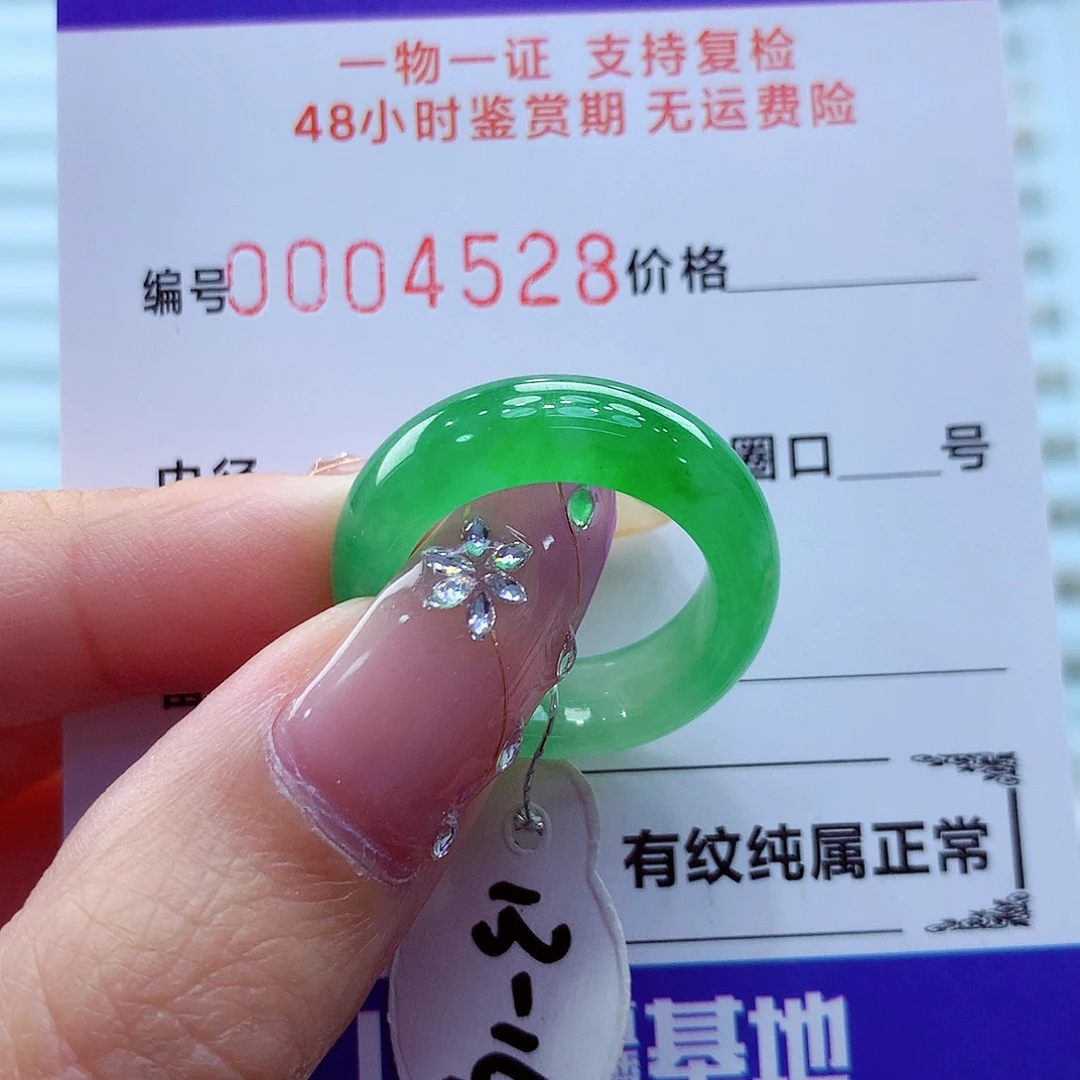 一物一证 支持复检
48小时鉴赏期 无运费险
编号0004528价格
内径
圈口 号
有纹纯属正常
基地